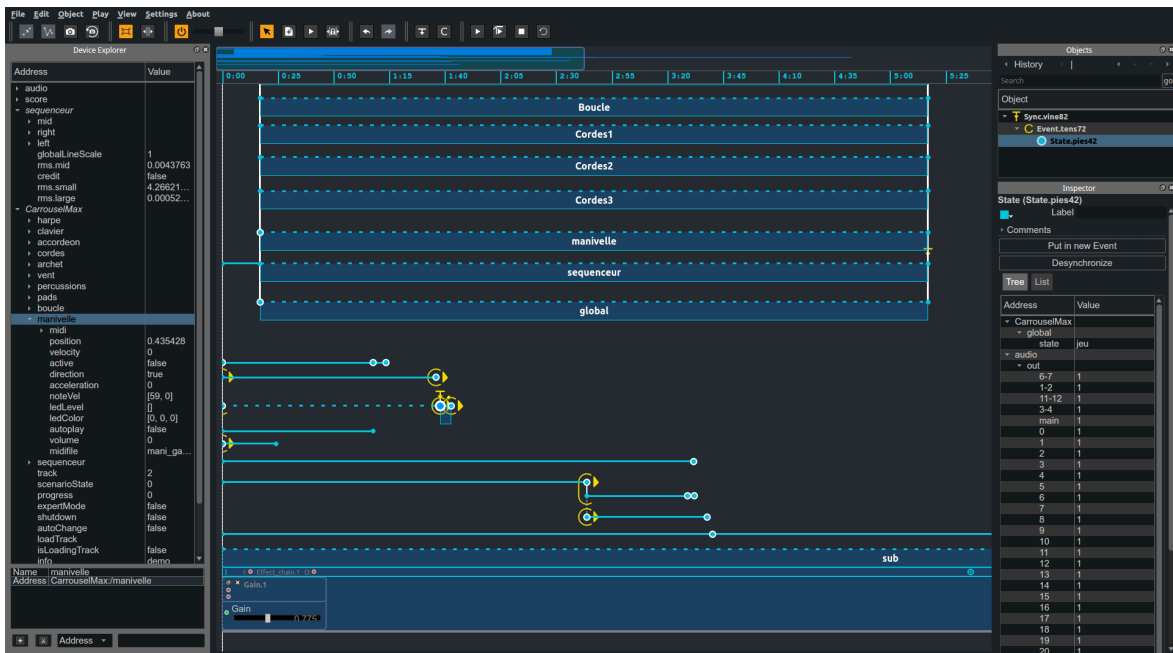 File Edit Object Play View Settings About
Device Explorer
Address Value
audio
score
sequenceur
mid
right
left
globalLineScale 1
rms.mid 0.0043763
credit false
rms.small 4.26621...
rms.large 0.00052...
CarrouselMax
harpe
clavier
accordeon
cordes
archet
vent
percussions
pads
boucle
manivelle
midi
position 0.435428
velocity 0
active false
direction true
acceleration 0
noteVel [59, 0]
ledLevel []
ledColor [0, 0, 0]
autoplay false
volume 0
midifile mani_ga...
sequenceur
track 2
scenarioState 0
progress 0
expertMode false
shutdown false
autoChange false
loadTrack
isLoadingTrack false
info demo
Name manivelle
Address CarrouselMax:/manivelle
Address
0:00 0:25 0:50 1:15 1:40 2:05 2:30 2:55 3:20 3:45 4:10 4:35 5:00 5:25
Boucle
Cordes1
Cordes2
Cordes3
manivelle
sequenceur
global
sub
Effect_chain.1
Gain.1
Gain
0.775
Objects
History
Search go
Object
Sync.vine82
Event.tens72
State.pies42
Inspector
State (State.pies42)
Label
Comments
Put in new Event
Desynchronize
Tree List
Address Value
CarrouselMax
global
state jeu
audio
out
6-7 1
1-2 1
11-12 1
3-4 1
main 1
0 1
1 1
2 1
3 1
4 1
5 1
6 1
7 1
8 1
9 1
10 1
11 1
12 1
13 1
14 1
15 1
16 1
17 1
18 1
19 1
20 1